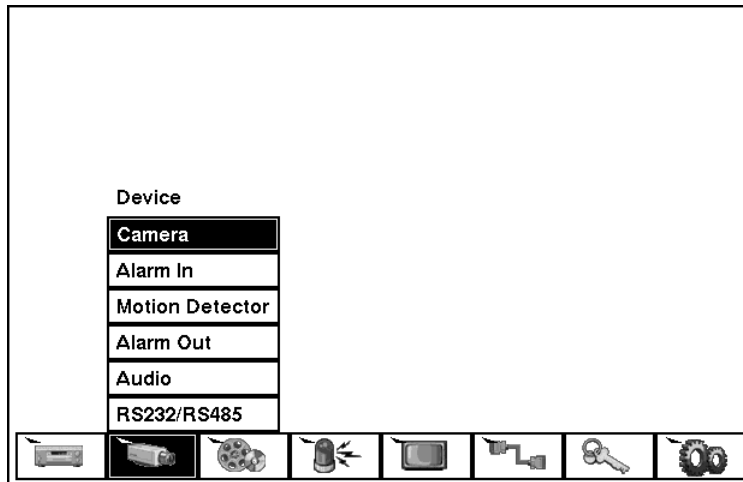 Device
Camera
Alarm In
Motion Detector
Alarm Out
Audio
RS232/RS485